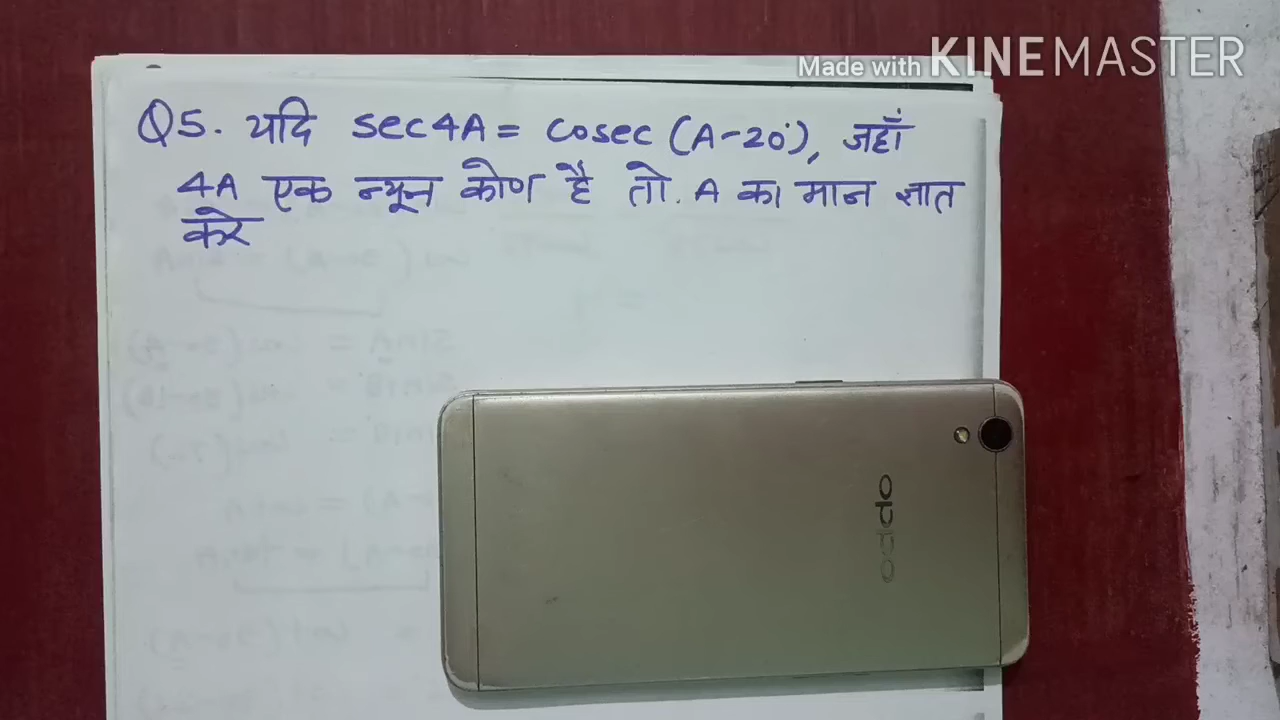 Made with KINEMASTER
Q5. यदि sec4A = cosec (A-20°), जहाँ
4A एक न्यून कोण है तो. A का मान ज्ञात
करे
oppo